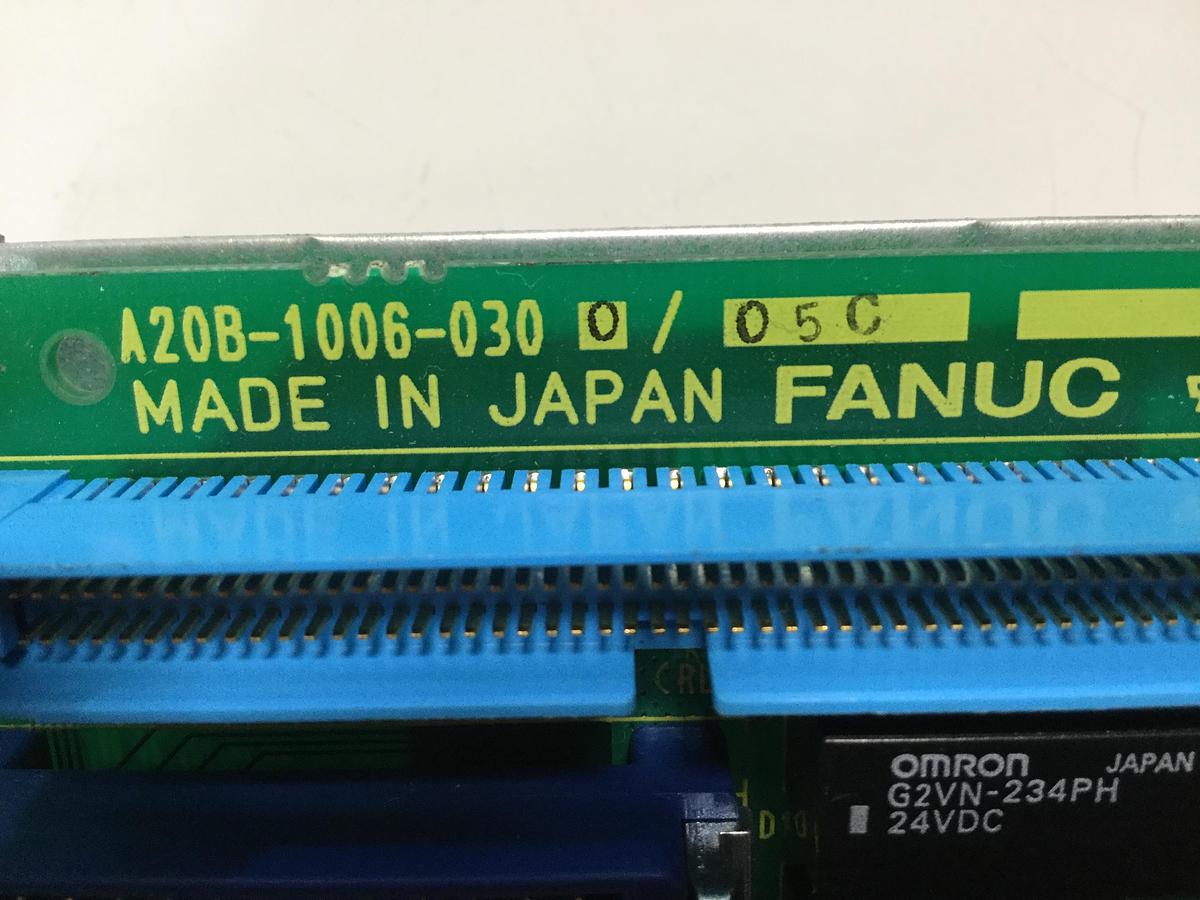 A20B-1006-030 0 / 05C
MADE IN JAPAN FANUC
OMRON JAPAN
G2VN-234PH
24VDC